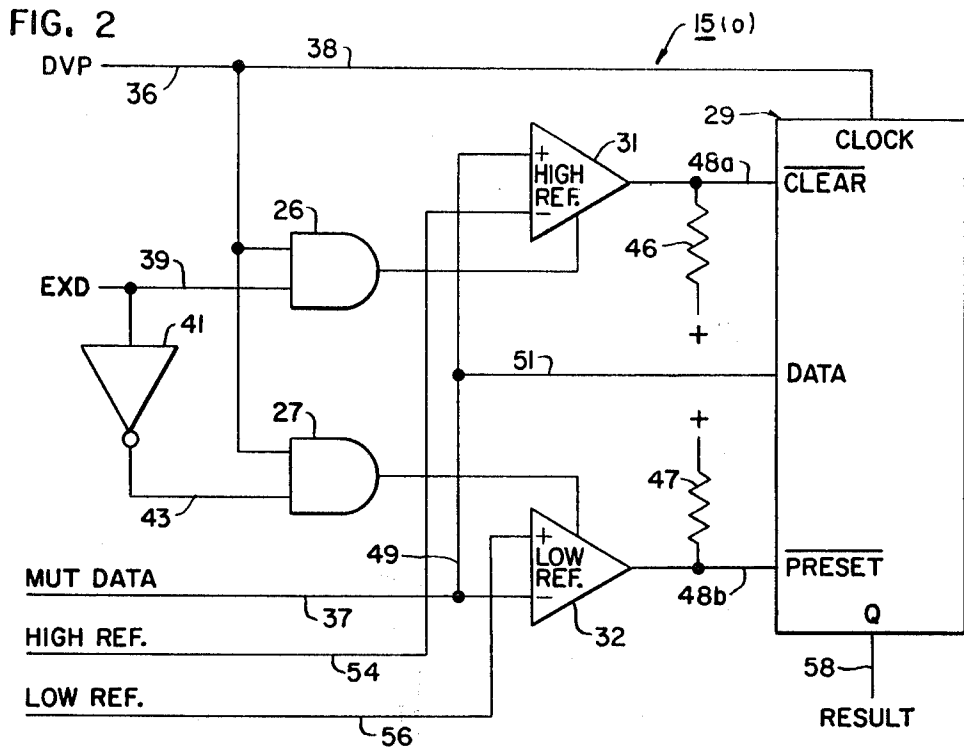 FIG. 2
15(0)
DVP
36
38
29
CLOCK
31
+
HIGH
REF.
−
48a
CLEAR
26
46
+
EXD
39
41
51
DATA
27
+
47
43
49
+
LOW
REF.
−
32
48b
PRESET
MUT DATA
37
Q
HIGH REF.
54
58
LOW REF.
56
RESULT